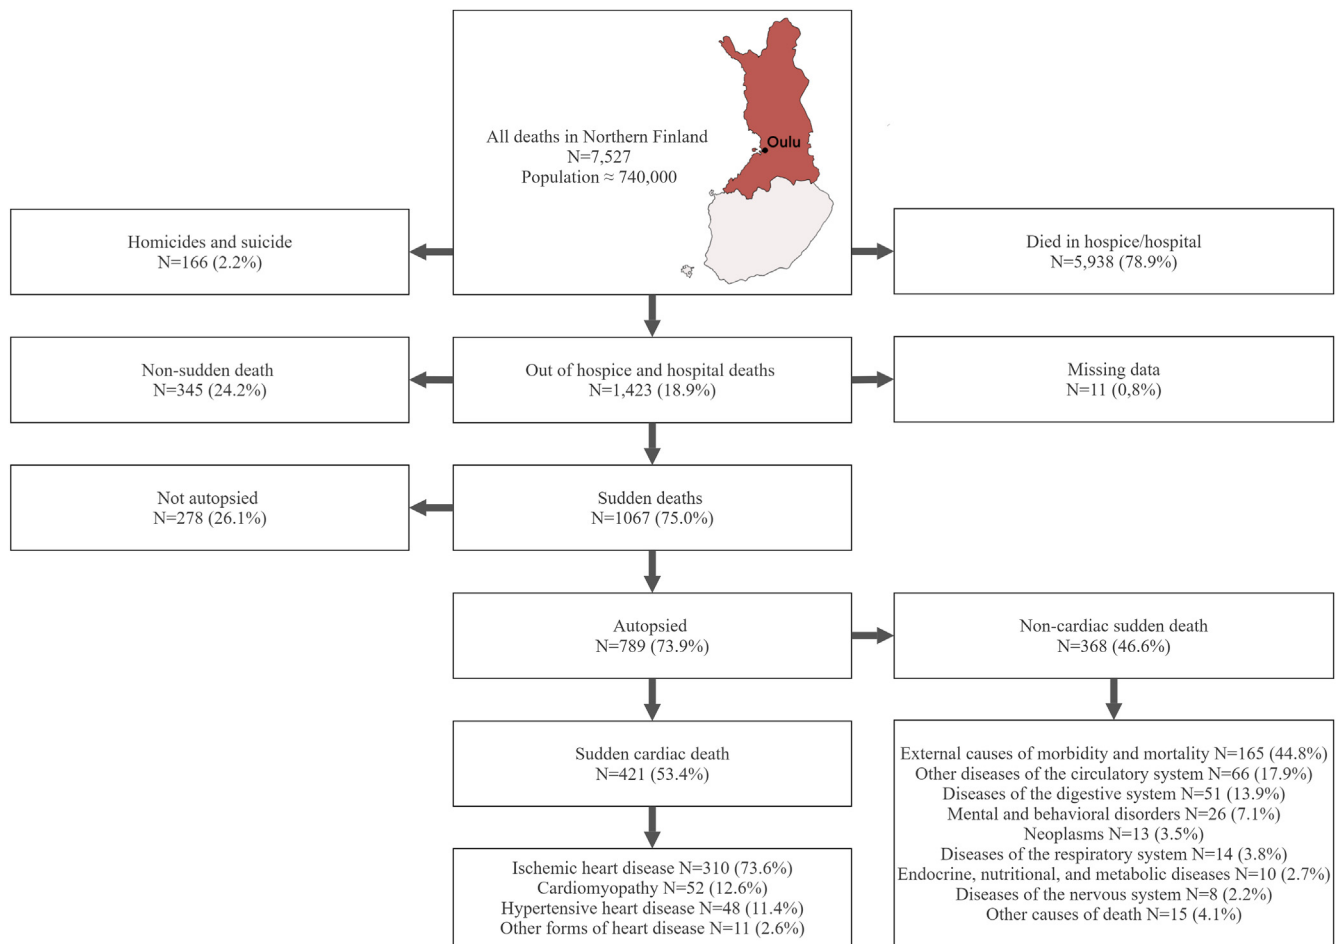 All deaths in Northern Finland
N=7,527
Population ≈ 740,000
Oulu
Homicides and suicide
N=166 (2.2%)
Died in hospice/hospital
N=5,938 (78.9%)
Non-sudden death
N=345 (24.2%)
Out of hospice and hospital deaths
N=1,423 (18.9%)
Missing data
N=11 (0,8%)
Not autopsied
N=278 (26.1%)
Sudden deaths
N=1067 (75.0%)
Autopsied
N=789 (73.9%)
Non-cardiac sudden death
N=368 (46.6%)
Sudden cardiac death
N=421 (53.4%)
External causes of morbidity and mortality N=165 (44.8%)
Other diseases of the circulatory system N=66 (17.9%)
Diseases of the digestive system N=51 (13.9%)
Mental and behavioral disorders N=26 (7.1%)
Neoplasms N=13 (3.5%)
Diseases of the respiratory system N=14 (3.8%)
Endocrine, nutritional, and metabolic diseases N=10 (2.7%)
Diseases of the nervous system N=8 (2.2%)
Other causes of death N=15 (4.1%)
Ischemic heart disease N=310 (73.6%)
Cardiomyopathy N=52 (12.6%)
Hypertensive heart disease N=48 (11.4%)
Other forms of heart disease N=11 (2.6%)